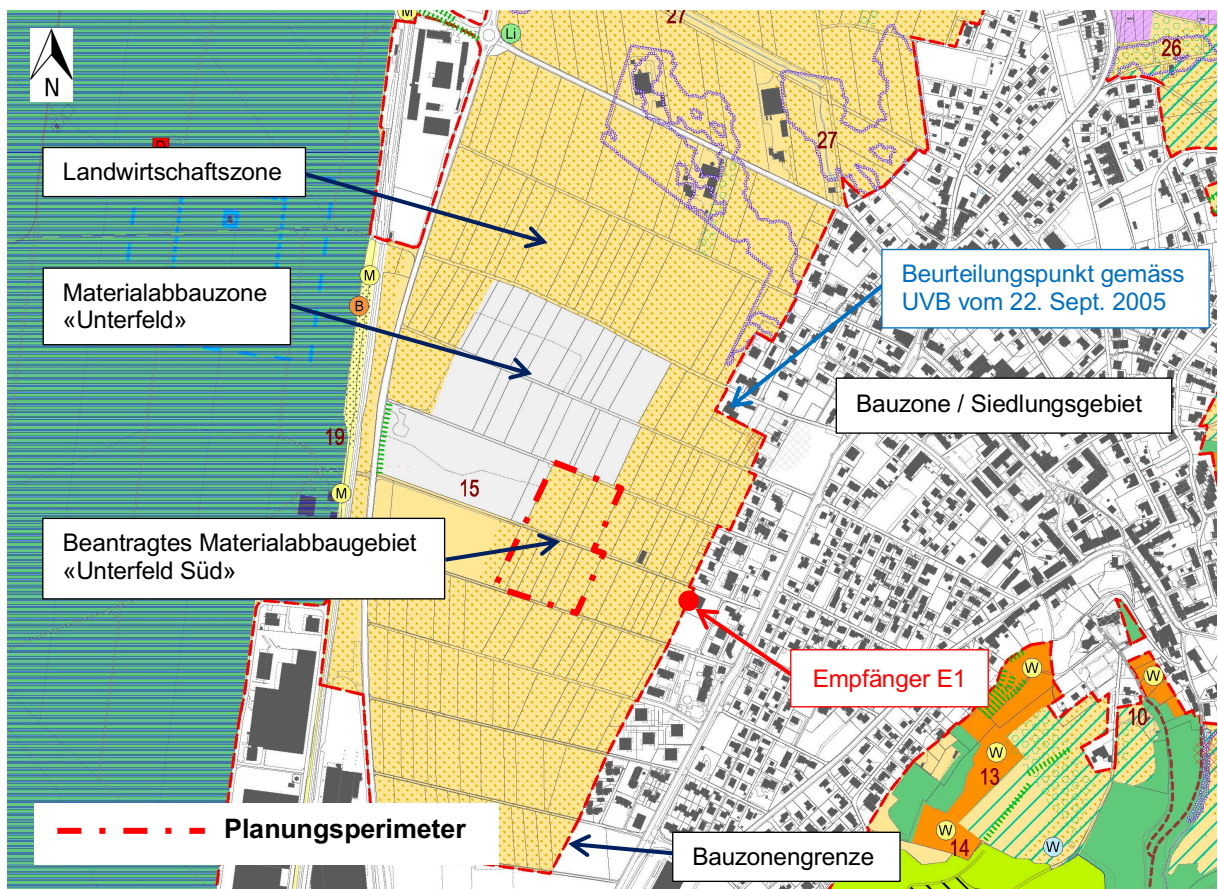 M
Li
27
26
N
D
Landwirtschaftszone
27
Materialabbauzone
«Unterfeld»
M
B
Beurteilungspunkt gemäss
UVB vom 22. Sept. 2005
Bauzone / Siedlungsgebiet
19
M
15
Beantragtes Materialabbaugebiet
«Unterfeld Süd»
Empfänger E1
W
W
10
W
13
W
14
W
Planungsperimeter
Bauzonengrenze